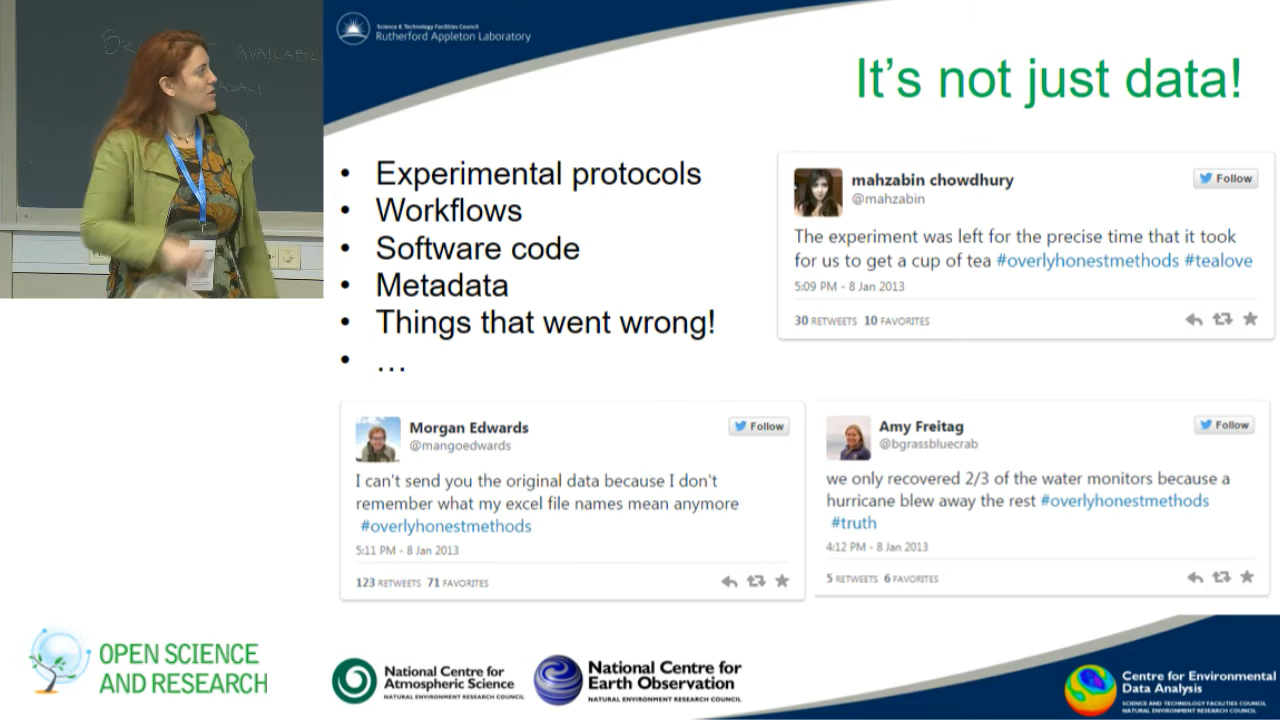 Science & Technology Facilities Council
Rutherford Appleton Laboratory
It's not just data!
AVAILABL
• Experimental protocols
• Workflows
• Software code
• Metadata
• Things that went wrong!
• …
mahzabin chowdhury
@mahzabin
Follow
The experiment was left for the precise time that it took
for us to get a cup of tea #overlyhonestmethods #tealove
5:09 PM - 8 Jan 2013
30 RETWEETS 10 FAVORITES
Morgan Edwards
@mangoedwards
Follow
I can't send you the original data because I don't
remember what my excel file names mean anymore
#overlyhonestmethods
5:11 PM - 8 Jan 2013
123 RETWEETS 71 FAVORITES
Amy Freitag
@bgrassbluecrab
Follow
we only recovered 2/3 of the water monitors because a
hurricane blew away the rest #overlyhonestmethods
#truth
4:12 PM - 8 Jan 2013
5 RETWEETS 6 FAVORITES
OPEN SCIENCE
AND RESEARCH
National Centre for
Atmospheric Science
NATURAL ENVIRONMENT RESEARCH COUNCIL
National Centre for
Earth Observation
NATURAL ENVIRONMENT RESEARCH COUNCIL
Centre for Environmental
Data Analysis
SCIENCE AND TECHNOLOGY FACILITIES COUNCIL
NATURAL ENVIRONMENT RESEARCH COUNCIL